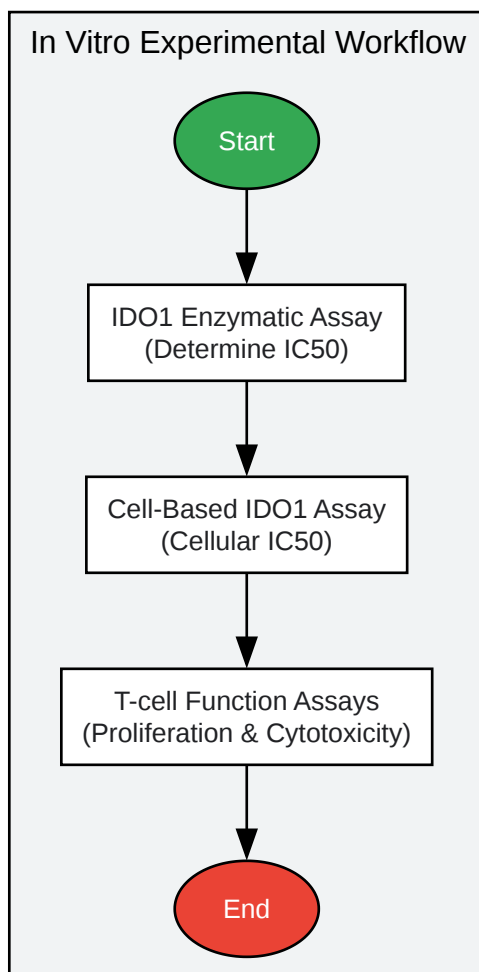 In Vitro Experimental Workflow
Start
IDO1 Enzymatic Assay
(Determine IC50)
Cell-Based IDO1 Assay
(Cellular IC50)
T-cell Function Assays
(Proliferation & Cytotoxicity)
End